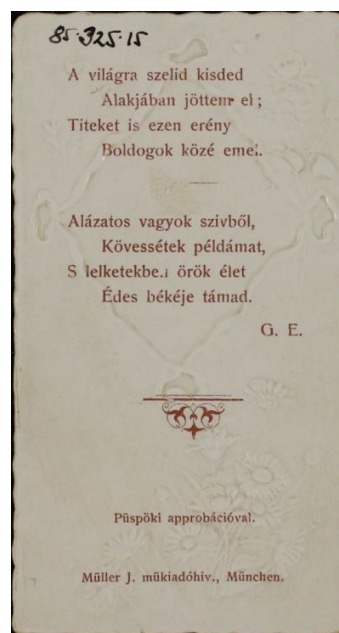 85.325.15
A világra szelid kisded
Alakjában jöttem el;
Titeket is ezen erény
Boldogok közé emel.
Alázatos vagyok szivből,
Kövessétek példámat,
S lelketekben örök élet
Édes békéje támad.
G. E.
Püspöki approbációval.
Müller J. mükiadóhiv., München.